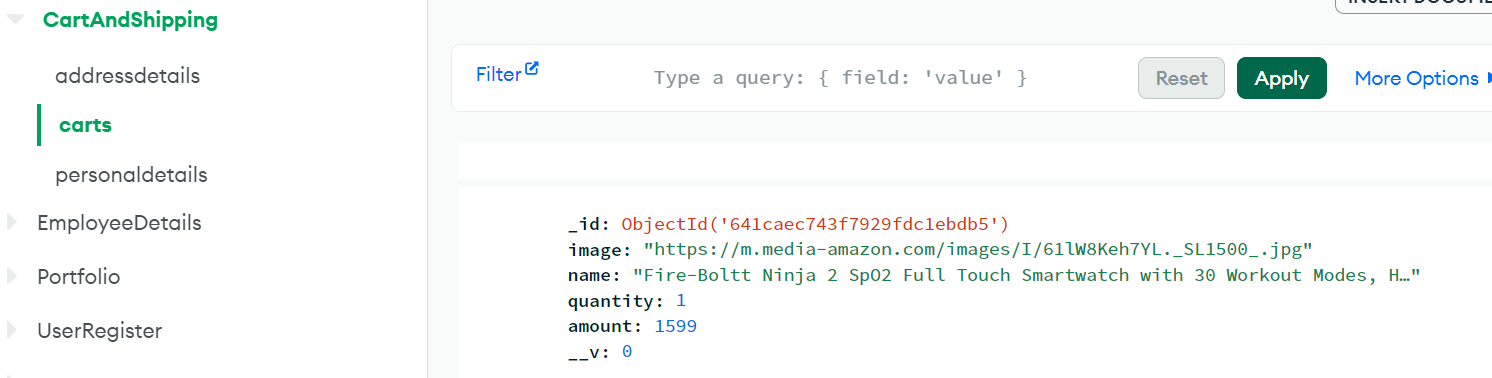 CartAndShipping
addressdetails
carts
personaldetails
EmployeeDetails
Portfolio
UserRegister
Filter
Type a query: { field: 'value' }
Reset
Apply
More Options
_id: ObjectId('641caec743f7929fdc1ebdb5')
image: "https://m.media-amazon.com/images/I/61lW8Keh7YL._SL1500_.jpg"
name: "Fire-Boltt Ninja 2 SpO2 Full Touch Smartwatch with 30 Workout Modes, H…"
quantity: 1
amount: 1599
__v: 0